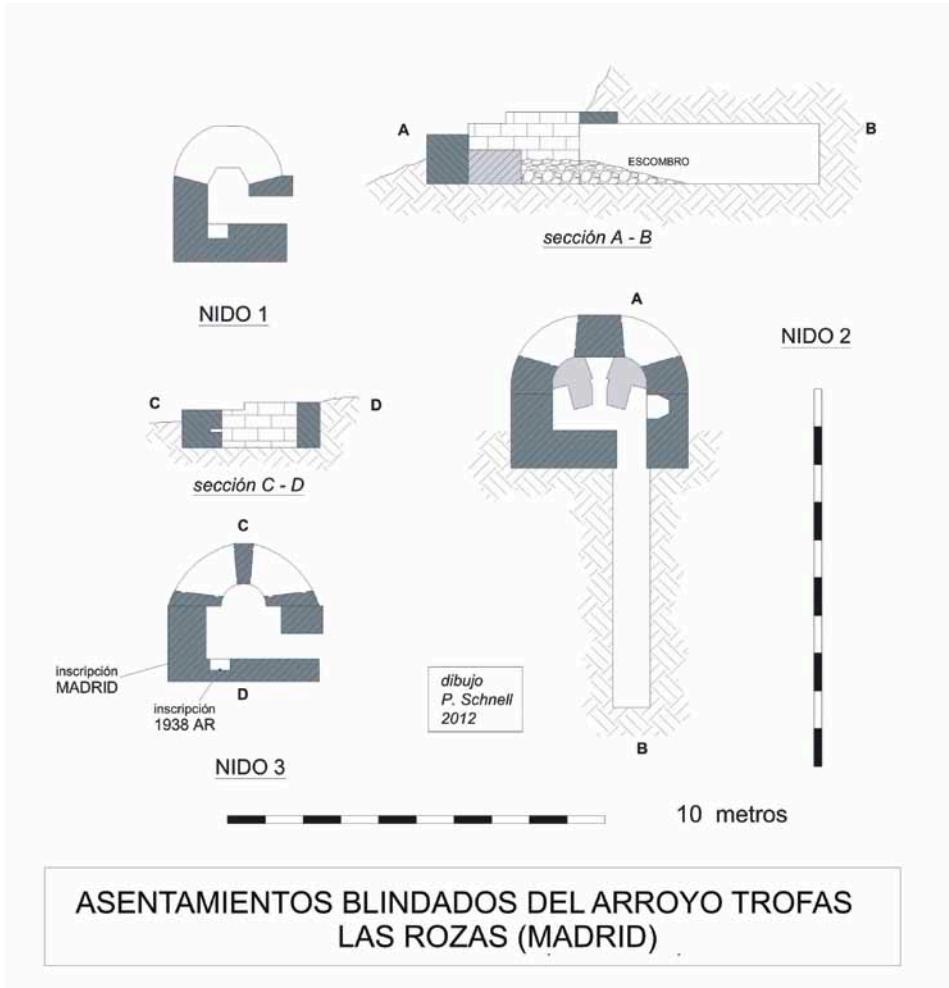 A
B
ESCOMBRO
sección A - B
NIDO 1
A
NIDO 2
C
D
sección C - D
C
inscripción
MADRID
D
inscripción
1938 AR
NIDO 3
dibujo
P. Schnell
2012
B
10 metros
ASENTAMIENTOS BLINDADOS DEL ARROYO TROFAS
LAS ROZAS (MADRID)